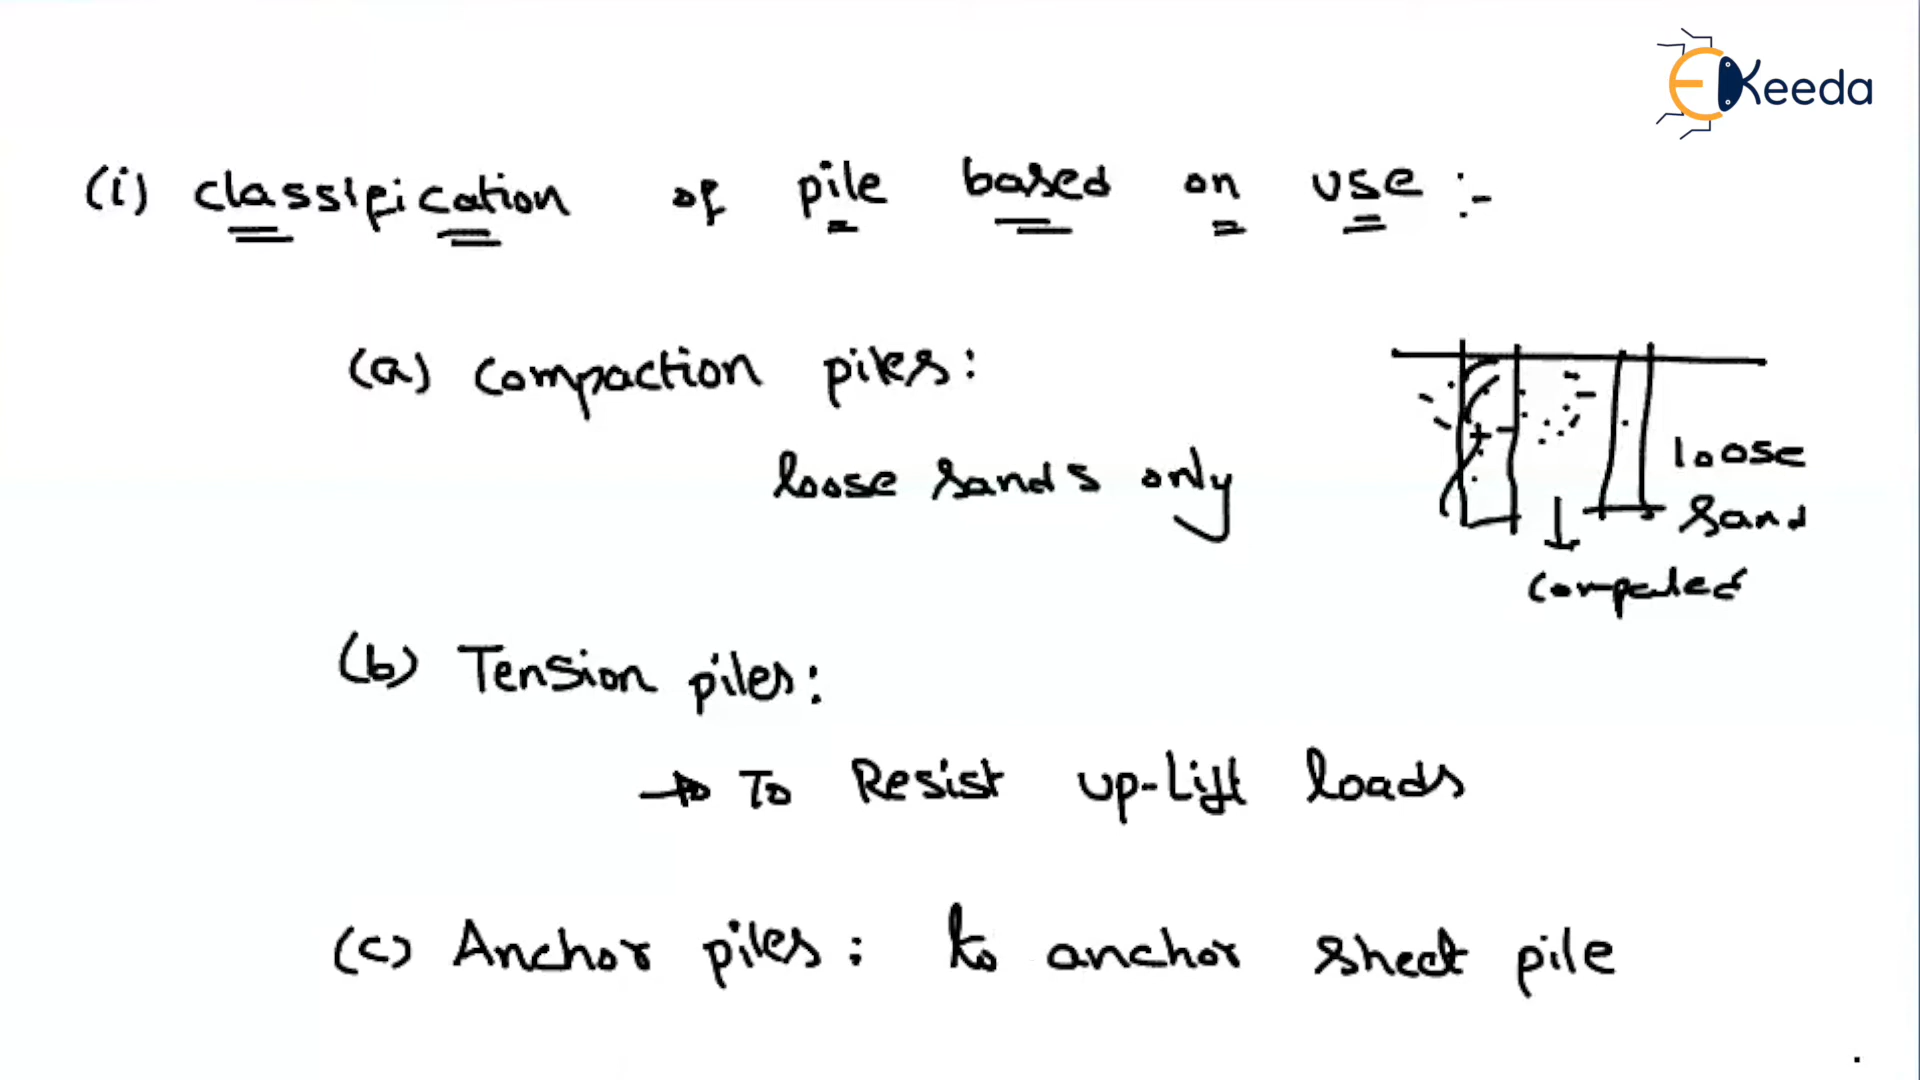 EKeeda
(i) classification of pile based on use :-
(a) compaction piles:
loose sands only
loose
sand
compacted
(b) Tension piles:
→ To Resist up-Lift loads
(c) Anchor piles: to anchor sheet pile